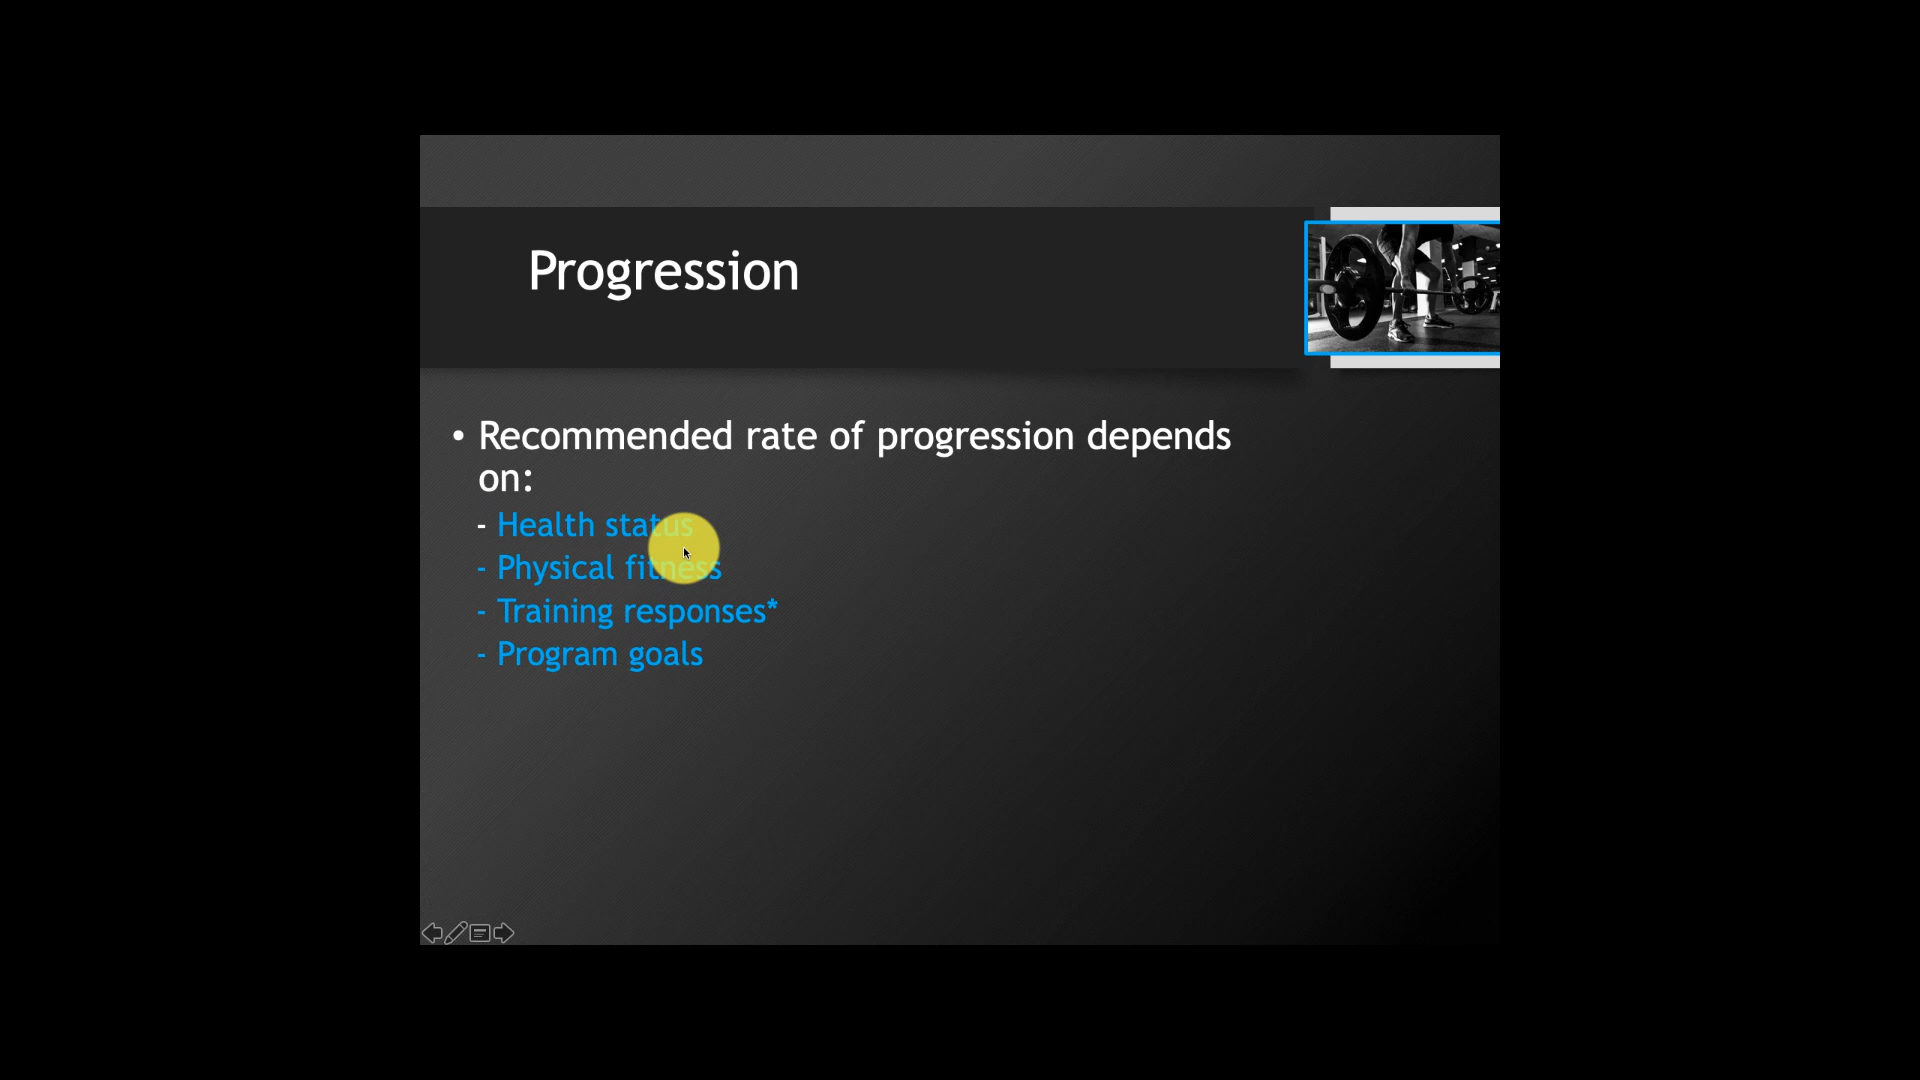 Progression
• Recommended rate of progression depends
on:
- Health status
- Physical fitness
- Training responses*
- Program goals